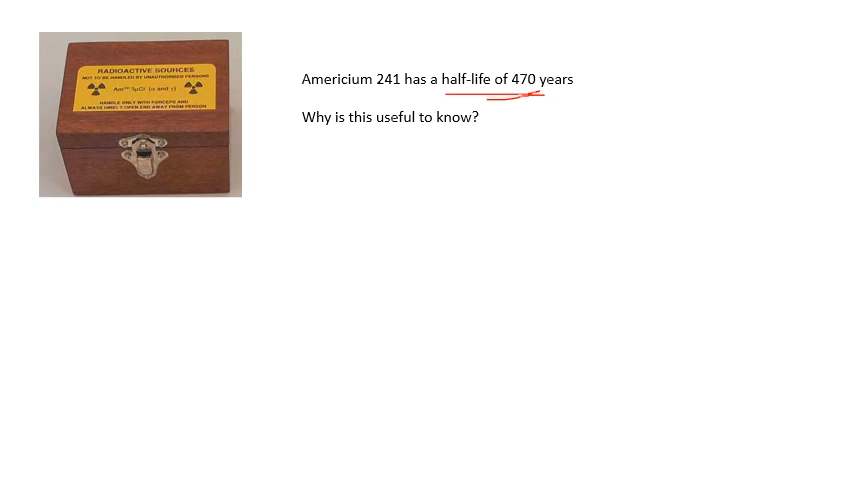 RADIOACTIVE SOURCES
NOT TO BE HANDLED BY UNAUTHORISED PERSONS
(α and γ)
HANDLE ONLY WITH FORCEPS AND
ALWAYS DIRECT OPEN END AWAY FROM PERSON
Americium 241 has a half-life of 470 years
Why is this useful to know?